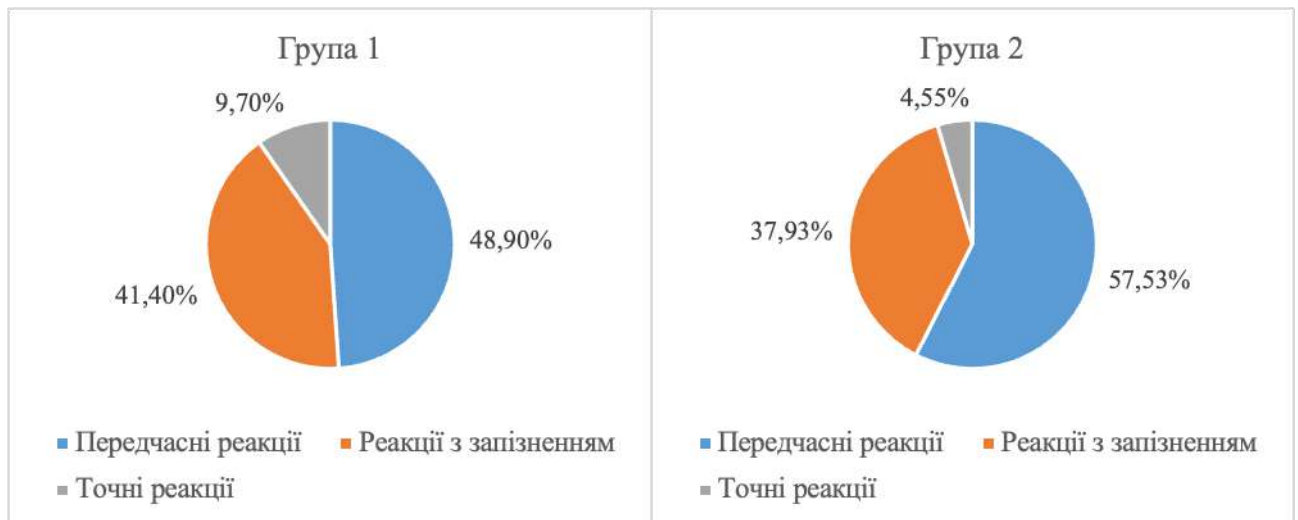 Група 1
9,70%
48,90%
41,40%
■ Передчасні реакції ■ Реакції з запізненням
■ Точні реакції
Група 2
4,55%
37,93%
57,53%
■ Передчасні реакції ■ Реакції з запізненням
■ Точні реакції